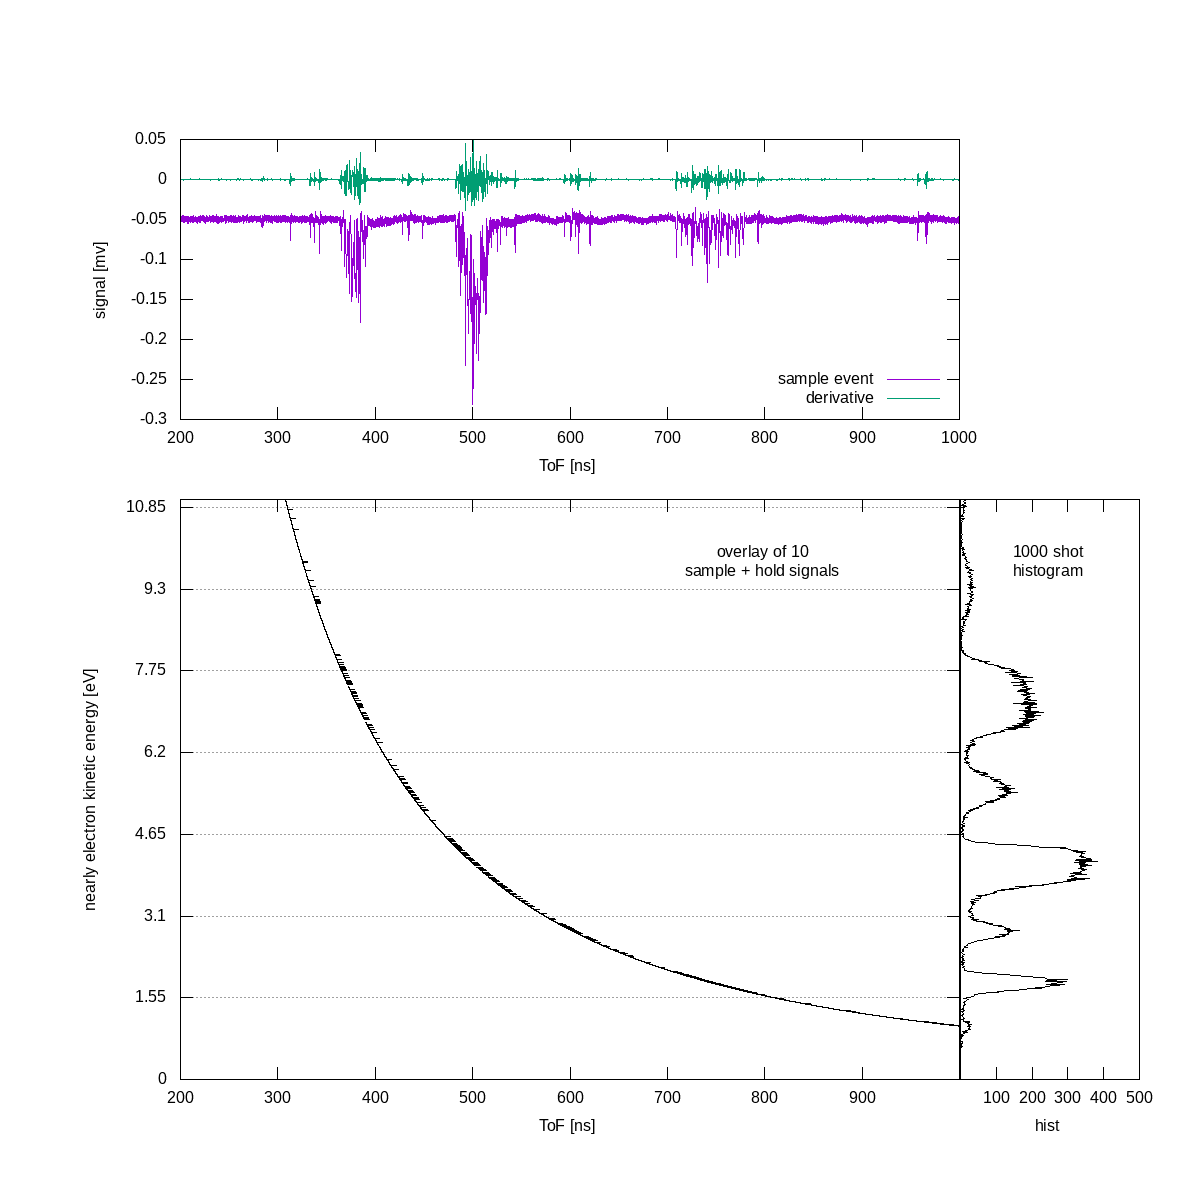 0.05
0
-0.05
-0.1
-0.15
-0.2
-0.25
-0.3
signal [mv]
sample event
derivative
200 300 400 500 600 700 800 900 1000
ToF [ns]
10.85
9.3
7.75
6.2
4.65
3.1
1.55
0
nearly electron kinetic energy [eV]
overlay of 10
sample + hold signals
1000 shot
histogram
200 300 400 500 600 700 800 900
100 200 300 400 500
ToF [ns]
hist